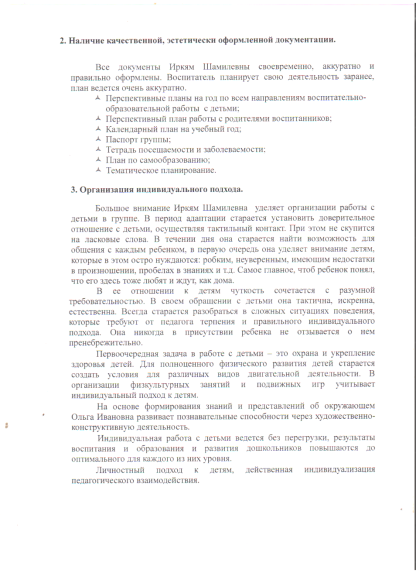 2. Наличие качественной, эстетически оформленной документации.
Все документы Иркям Шамилевны своевременно, аккуратно и
правильно оформлены. Воспитатель планирует свою деятельность заранее,
план ведется очень аккуратно.
Перспективные планы на год по всем направлениям воспитательно-
образовательной работы с детьми;
Перспективный план работы с родителями воспитанников;
Календарный план на учебный год;
Паспорт группы;
Тетрадь посещаемости и заболеваемости;
План по самообразованию;
Тематическое планирование.
3. Организация индивидуального подхода.
Большое внимание Иркям Шамилевна уделяет организации работы с
детьми в группе. В период адаптации старается установить доверительное
отношение с детьми, осуществляя тактильный контакт. При этом не скупится
на ласковые слова. В течении дня она старается найти возможность для
общения с каждым ребенком, в первую очередь она уделяет внимание детям,
которые в этом остро нуждаются: робким, неуверенным, имеющим недостатки
в произношении, пробелах в знаниях и т.д. Самое главное, чтоб ребенок понял,
что его здесь тоже любят и ждут, как дома.
В ее отношении к детям чуткость сочетается с разумной
требовательностью. В своем обращении с детьми она тактична, искренна,
естественна. Всегда старается разобраться в сложных ситуациях поведения,
которые требуют от педагога терпения и правильного индивидуального
подхода. Она никогда в присутствии ребенка не отзывается о нем
пренебрежительно.
Первоочередная задача в работе с детьми – это охрана и укрепление
здоровья детей. Для полноценного физического развития детей старается
создать условия для различных видов двигательной деятельности. В
организации физкультурных занятий и подвижных игр учитывает
индивидуальный подход к детям.
На основе формирования знаний и представлений об окружающем
Ольга Ивановна развивает познавательные способности через художественно-
конструктивную деятельность.
Индивидуальная работа с детьми ведется без перегрузки, результаты
воспитания и образования и развития дошкольников повышаются до
оптимального для каждого из них уровня.
Личностный подход к детям, действенная индивидуализация
педагогического взаимодействия.